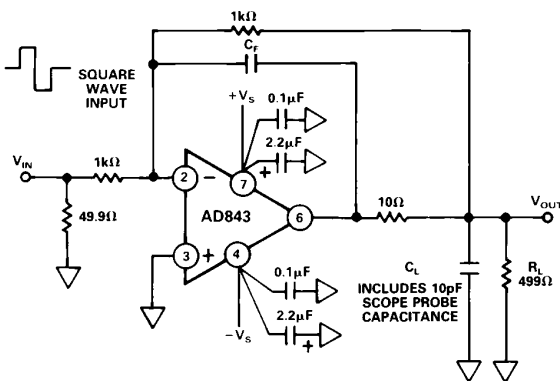 1kΩ
C_F
SQUARE
WAVE
INPUT
0.1µF
+V_S
2.2µF
+
V_IN
1kΩ
2
−
7
49.9Ω
AD843
6
10Ω
V_OUT
3
+
4
0.1µF
2.2µF
+
−V_S
C_L
INCLUDES 10pF
SCOPE PROBE
CAPACITANCE
R_L
499Ω